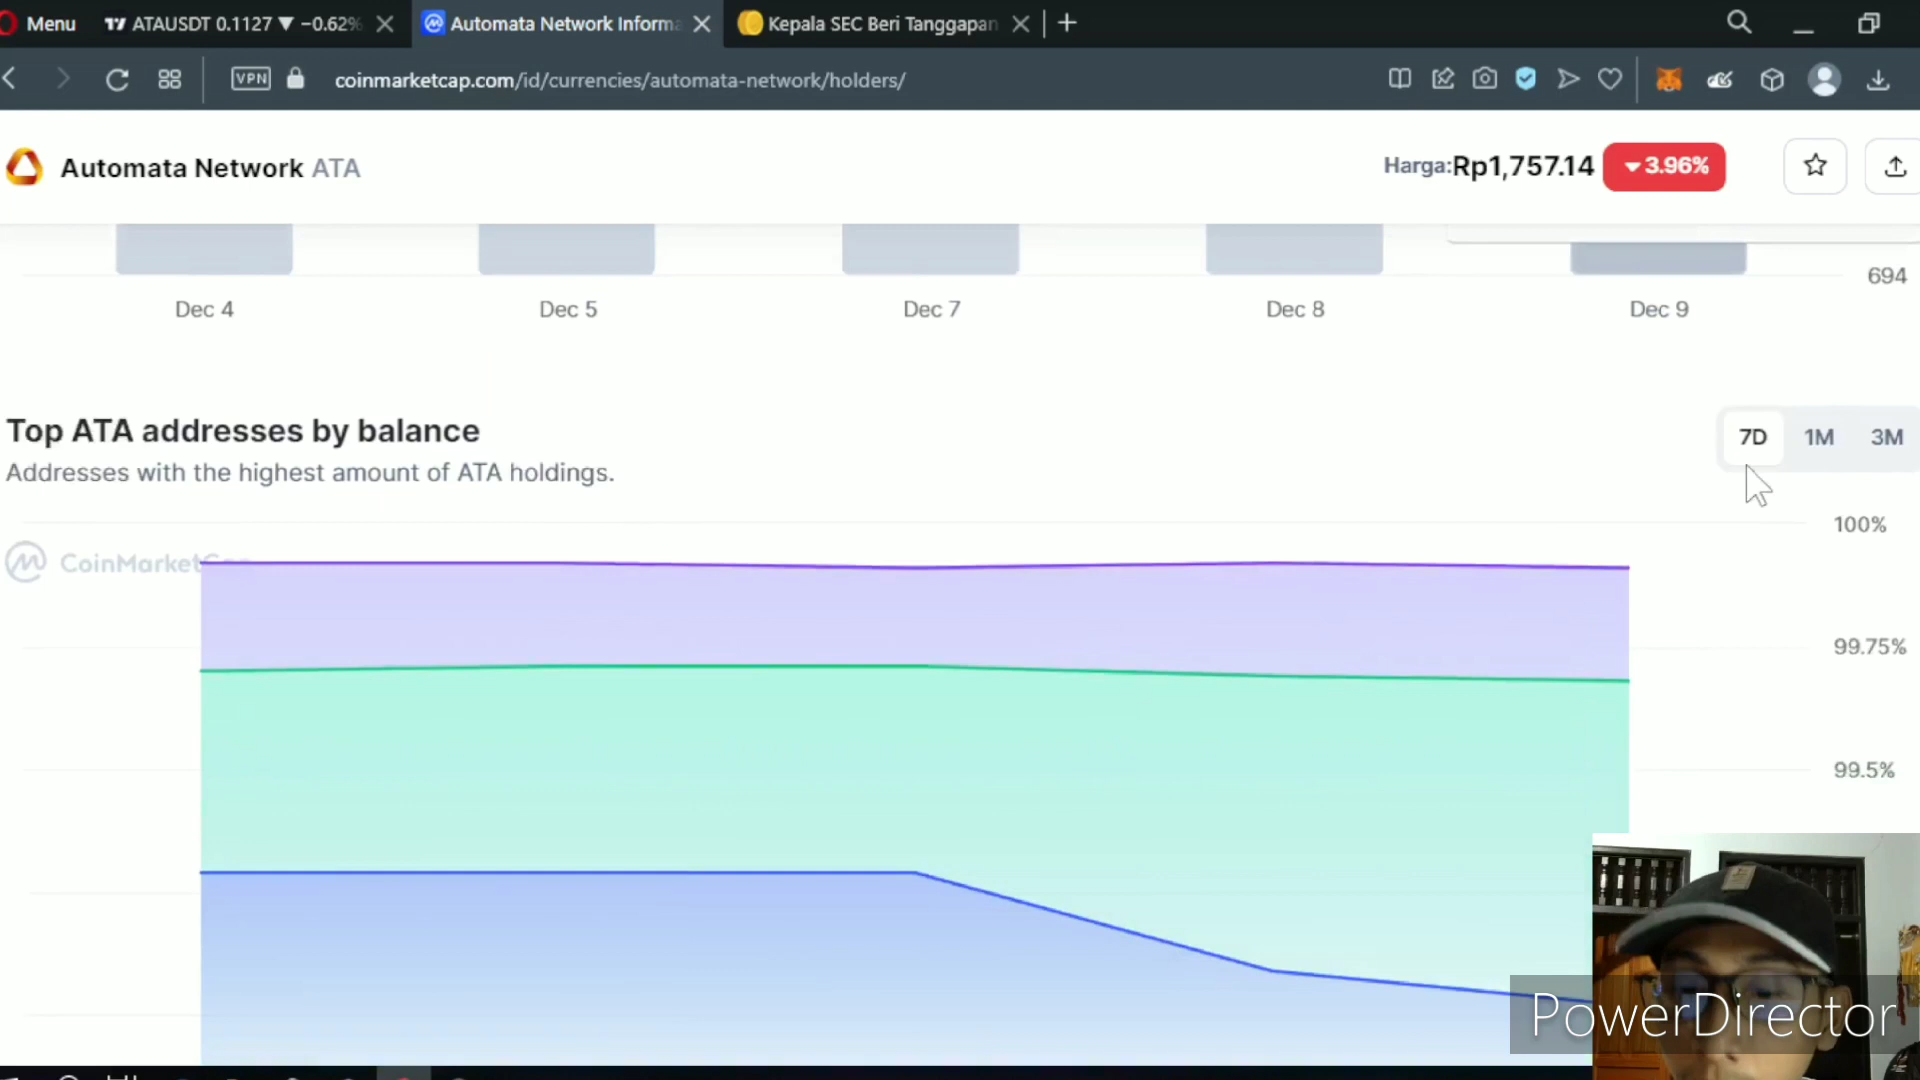 Menu
ATAUSDT 0.1127 ▼ −0.62%
Automata Network Informa
Kepala SEC Beri Tanggapan
VPN
coinmarketcap.com/id/currencies/automata-network/holders/
Automata Network ATA
Harga:Rp1,757.14
3.96%
694
Dec 4
Dec 5
Dec 7
Dec 8
Dec 9
Top ATA addresses by balance
7D
1M
3M
Addresses with the highest amount of ATA holdings.
100%
CoinMarketCap
99.75%
99.5%
PowerDirector